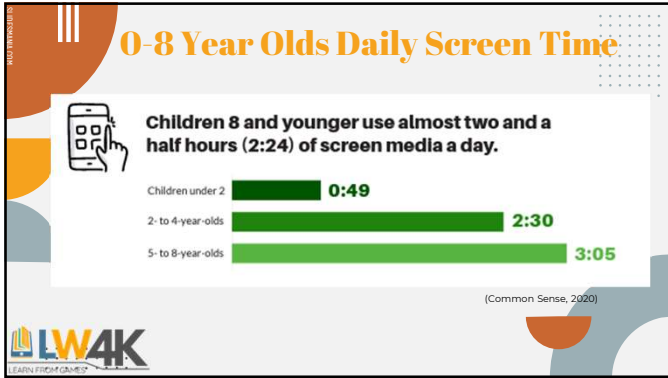 SLIDESMANIA.COM
0-8 Year Olds Daily Screen Time
Children 8 and younger use almost two and a
half hours (2:24) of screen media a day.
Children under 2 0:49
2- to 4-year-olds 2:30
5- to 8-year-olds 3:05
(Common Sense, 2020)
LW4K
LEARN FROM GAMES